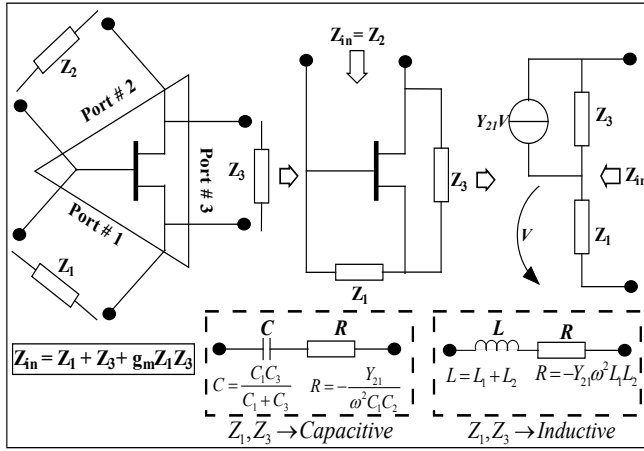 Z2
Port # 2
Port # 3
Z3
Port # 1
Z1
Zin = Z2
Z3
Z1
Y21V
Z3
Zin
V
Z1
Zin = Z1 + Z3 + gmZ1Z3
C R
C = C1C3 / C1 + C3 R = − Y21 / ω²C1C2
Z1, Z3 → Capacitive
L R
L = L1 + L2 R = −Y21ω²L1L2
Z1, Z3 → Inductive